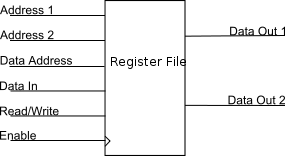 Address 1
Address 2
Data Address
Data In
Read/Write
Enable
Register File
Data Out 1
Data Out 2